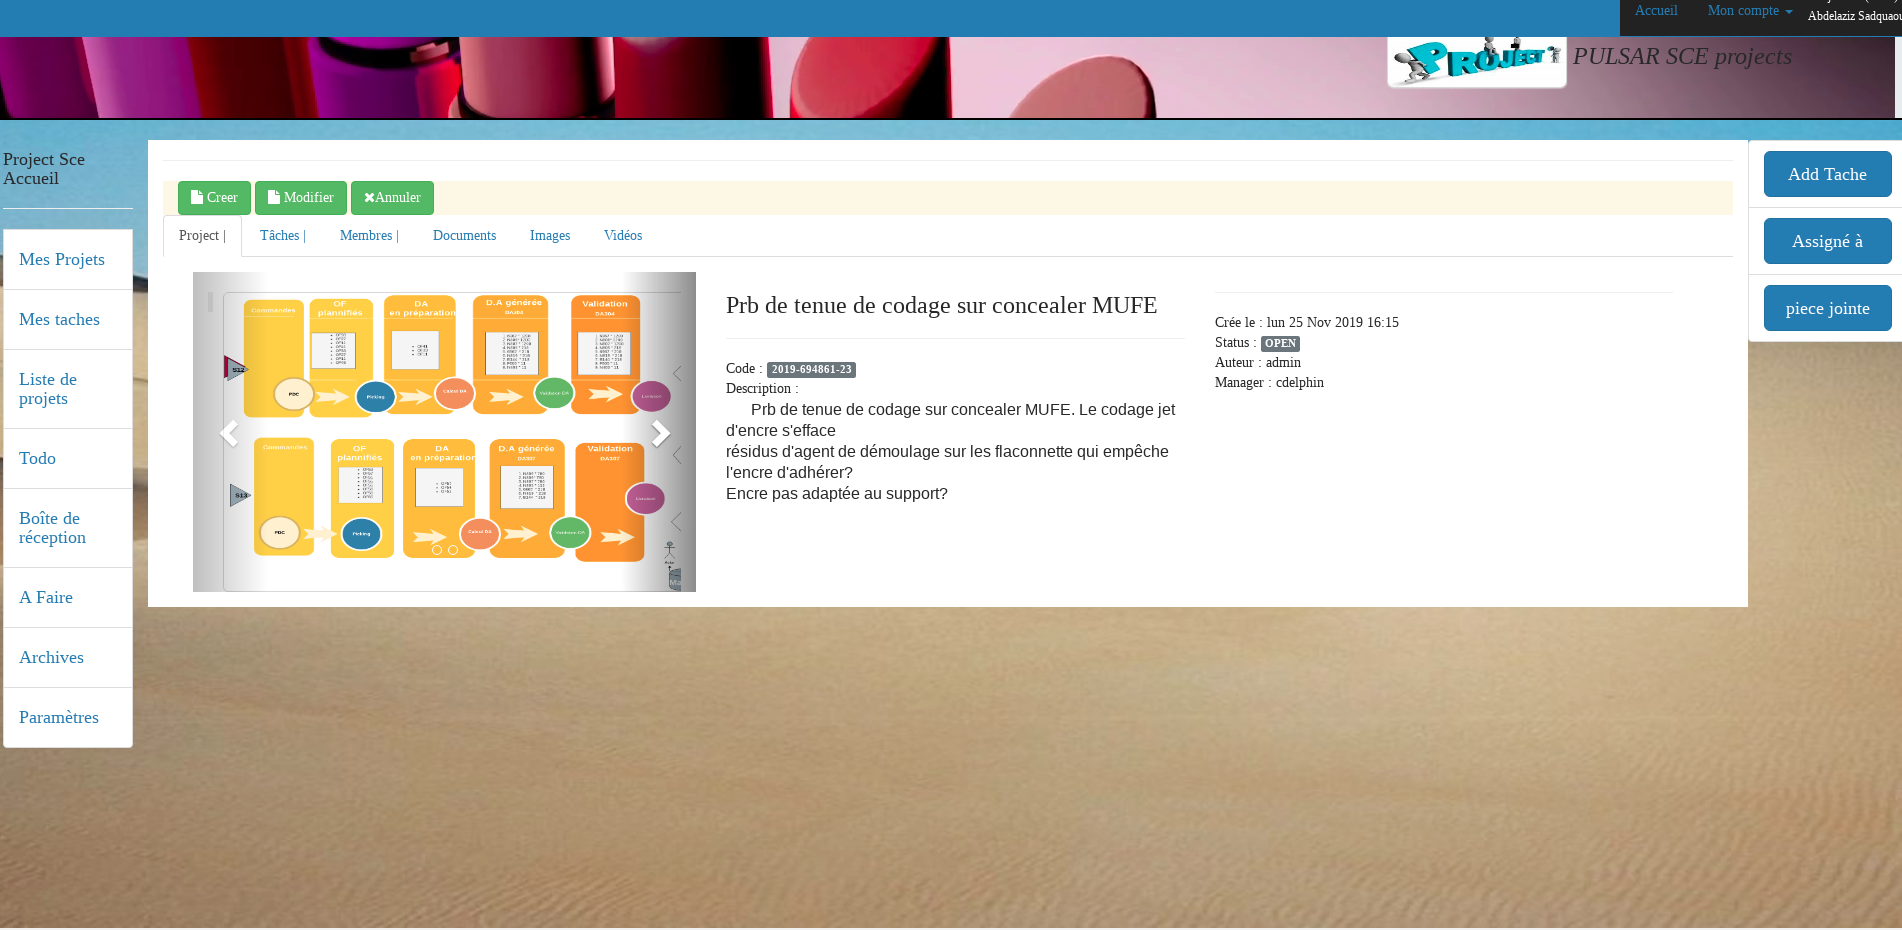 Accueil
Mon compte
Abdelaziz Sadquaou
PROJECT
PULSAR SCE projects
Project Sce
Accueil
Mes Projets
Mes taches
Liste de
projets
Todo
Boîte de
réception
A Faire
Archives
Paramètres
Creer
Modifier
Annuler
Project |
Tâches |
Membres |
Documents
Images
Vidéos
Commandes
OF
plannifiés
DA
en préparation
D.A générée
DA304
Validation
DA304
S12
PDC
Picking
Calcul DA
Validation DA
Livraison
Commandes
OF
plannifiés
DA
en préparation
D.A générée
DA307
Validation
DA307
S13
PDC
Picking
Calcul DA
Validation DA
Livraison
Prb de tenue de codage sur concealer MUFE
Code : 2019-694861-23
Description :
Prb de tenue de codage sur concealer MUFE. Le codage jet
d'encre s'efface
résidus d'agent de démoulage sur les flaconnette qui empêche
l'encre d'adhérer?
Encre pas adaptée au support?
Crée le : lun 25 Nov 2019 16:15
Status : OPEN
Auteur : admin
Manager : cdelphin
Add Tache
Assigné à
piece jointe